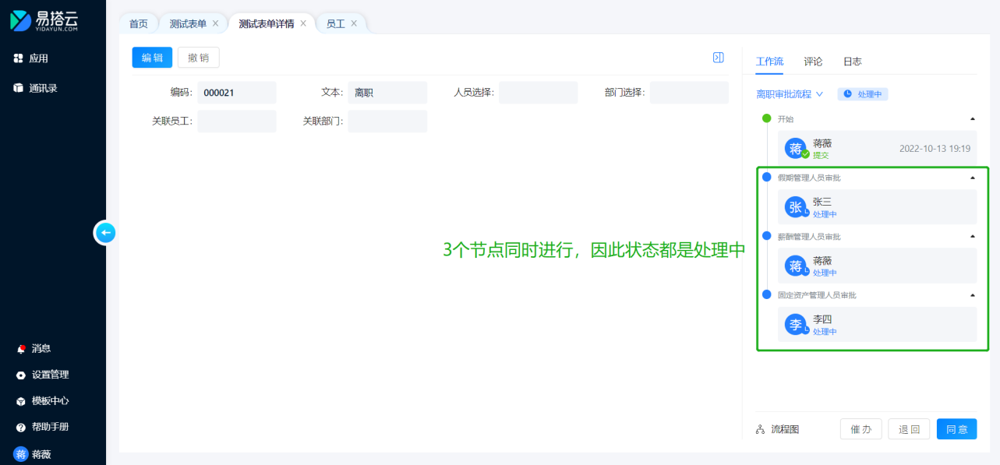 易搭云
YIDAYUN.COM
应用
通讯录
消息
设置管理
模板中心
帮助手册
蒋 蒋薇
首页 测试表单 × 测试表单详情 × 员工 ×
编辑 撤销
编码: 000021 文本: 离职 人员选择: 部门选择:
关联员工: 关联部门:
3个节点同时进行，因此状态都是处理中
工作流 评论 日志
离职审批流程 处理中
开始
蒋 蒋薇 2022-10-13 19:19
提交
假期管理人员审批
张 张三
处理中
薪酬管理人员审批
蒋 蒋薇
处理中
固定资产管理人员审批
李 李四
处理中
流程图 催办 退回 同意